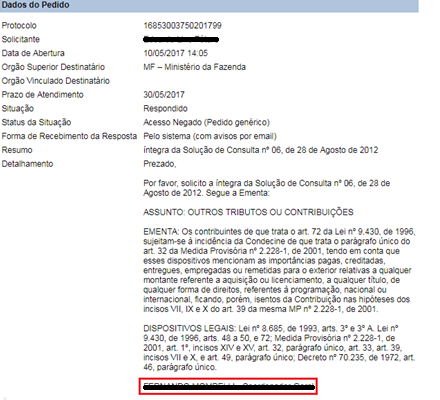 Dados do Pedido
Protocolo 16853003750201799
Solicitante
Data de Abertura 10/05/2017 14:05
Orgão Superior Destinatário MF – Ministério da Fazenda
Orgão Vinculado Destinatário
Prazo de Atendimento 30/05/2017
Situação Respondido
Status da Situação Acesso Negado (Pedido genérico)
Forma de Recebimento da Resposta Pelo sistema (com avisos por email)
Resumo íntegra da Solução de Consulta nº 06, de 28 de Agosto de 2012
Detalhamento Prezado,
Por favor, solicito a íntegra da Solução de Consulta nº 06, de 28 de
Agosto de 2012. Segue a Ementa:
ASSUNTO: OUTROS TRIBUTOS OU CONTRIBUIÇÕES
EMENTA: Os contribuintes de que trata o art. 72 da Lei nº 9.430, de 1996,
sujeitam-se à incidência da Condecine de que trata o parágrafo único do
art. 32 da Medida Provisória nº 2.228-1, de 2001, tendo em conta que
esses dispositivos mencionam as importâncias pagas, creditadas,
entregues, empregadas ou remetidas para o exterior relativas a qualquer
montante referente a aquisição ou licenciamento, a qualquer título, de
qualquer forma de direitos, referentes à programação, nacional ou
internacional, ficando, porém, isentos da Contribuição nas hipóteses dos
incisos VII, IX e X do art. 39 da mesma MP nº 2.228-1, de 2001.
DISPOSITIVOS LEGAIS: Lei nº 8.685, de 1993, arts. 3º e 3º A. Lei nº
9.430, de 1996, arts. 48 a 50, e 72; Medida Provisória nº 2.228-1, de
2001, art. 1º, incisos XIV e XV, art. 32, parágrafo único, art. 33, art. 39,
incisos VII e X, e art. 49, parágrafo único; Decreto nº 70.235, de 1972, art.
46, parágrafo único.